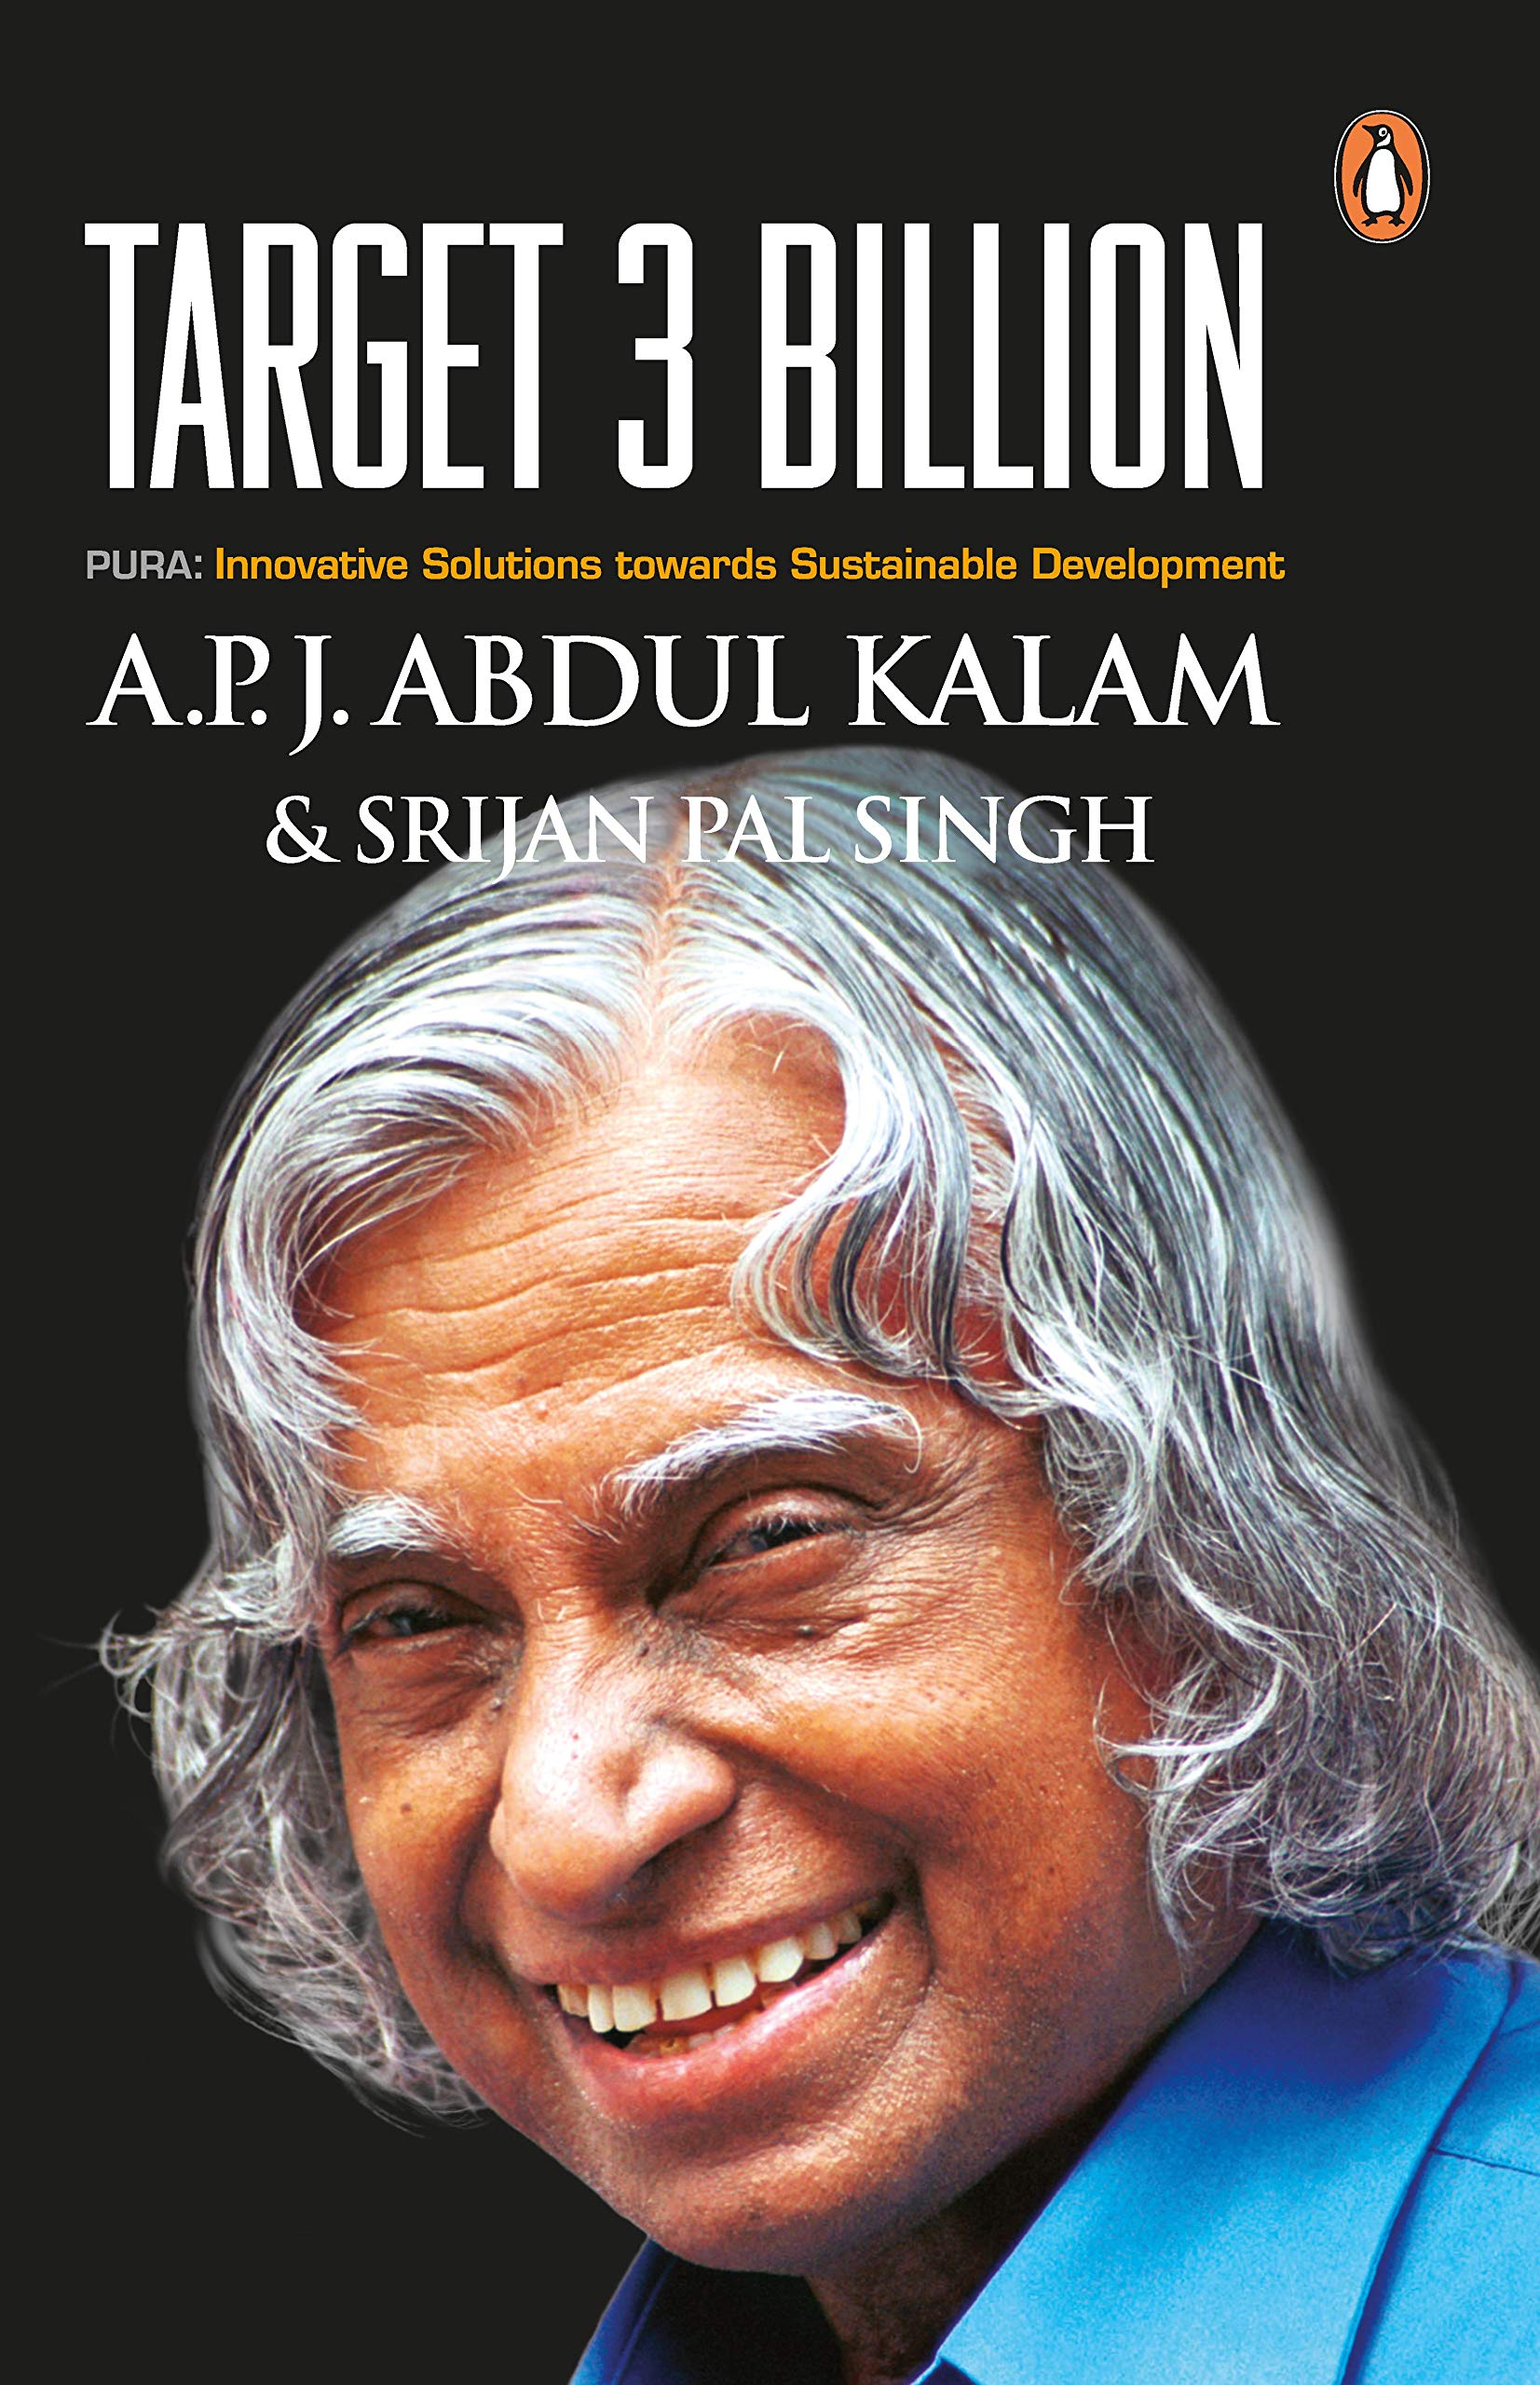 TARGET 3 BILLION
PURA: Innovative Solutions towards Sustainable Development
A.P.J. ABDUL KALAM
& SRIJAN PAL SINGH